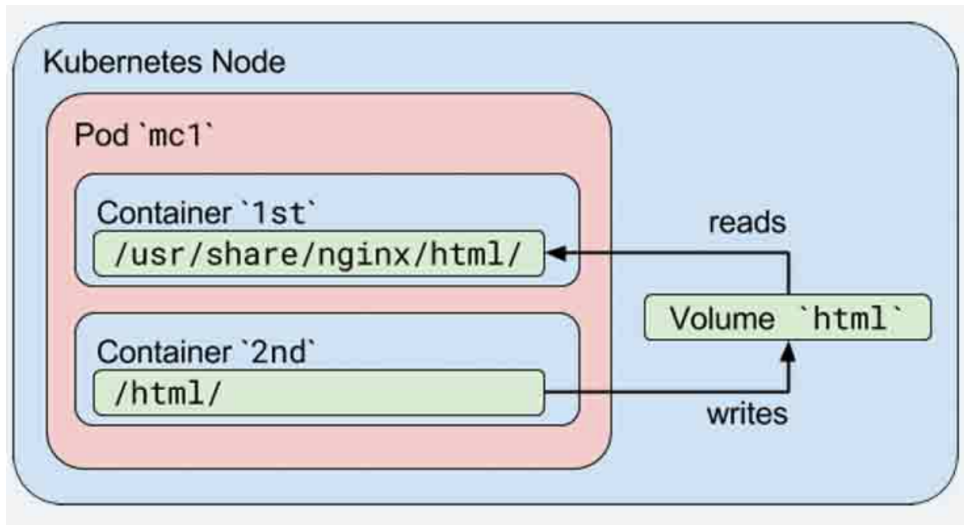 Kubernetes Node
Pod `mc1`
Container `1st`
/usr/share/nginx/html/
reads
Volume `html`
Container `2nd`
/html/
writes